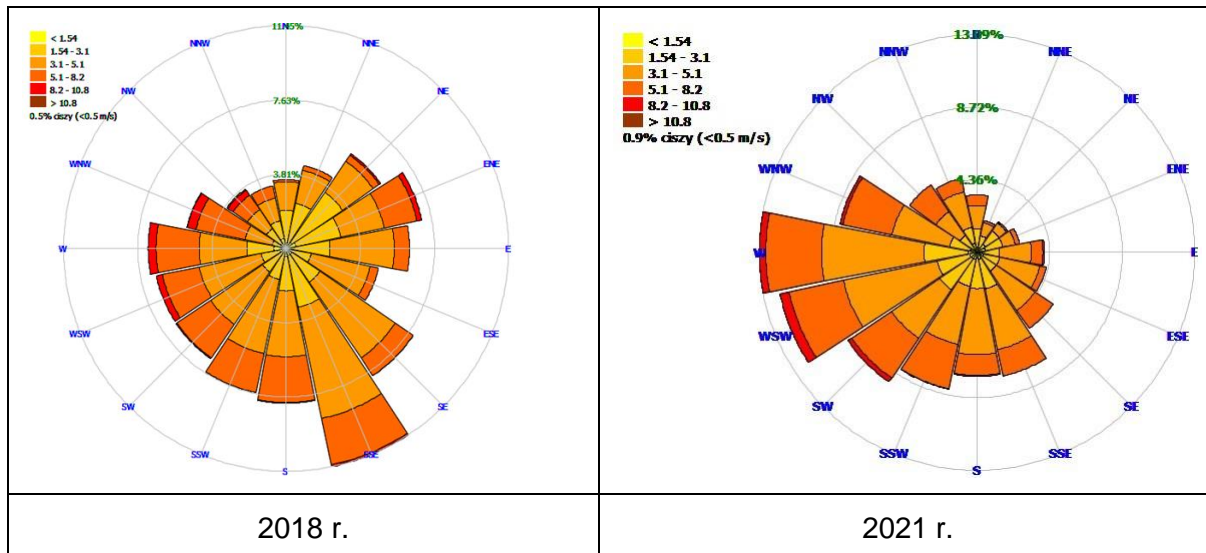 11.45%
N
NNW
NNE
< 1.54
1.54 - 3.1
3.1 - 5.1
5.1 - 8.2
8.2 - 10.8
> 10.8
0.5% ciszy (<0.5 m/s)
NW
7.63%
NE
WNW
3.81%
ENE
W
E
WSW
ESE
SW
SE
SSW
SSE
S
2018 r.
N
NNW
NNE
< 1.54
1.54 - 3.1
3.1 - 5.1
5.1 - 8.2
8.2 - 10.8
> 10.8
0.9% ciszy (<0.5 m/s)
NW
8.72%
NE
WNW
4.36%
ENE
W
E
WSW
ESE
SW
SE
SSW
SSE
S
2021 r.